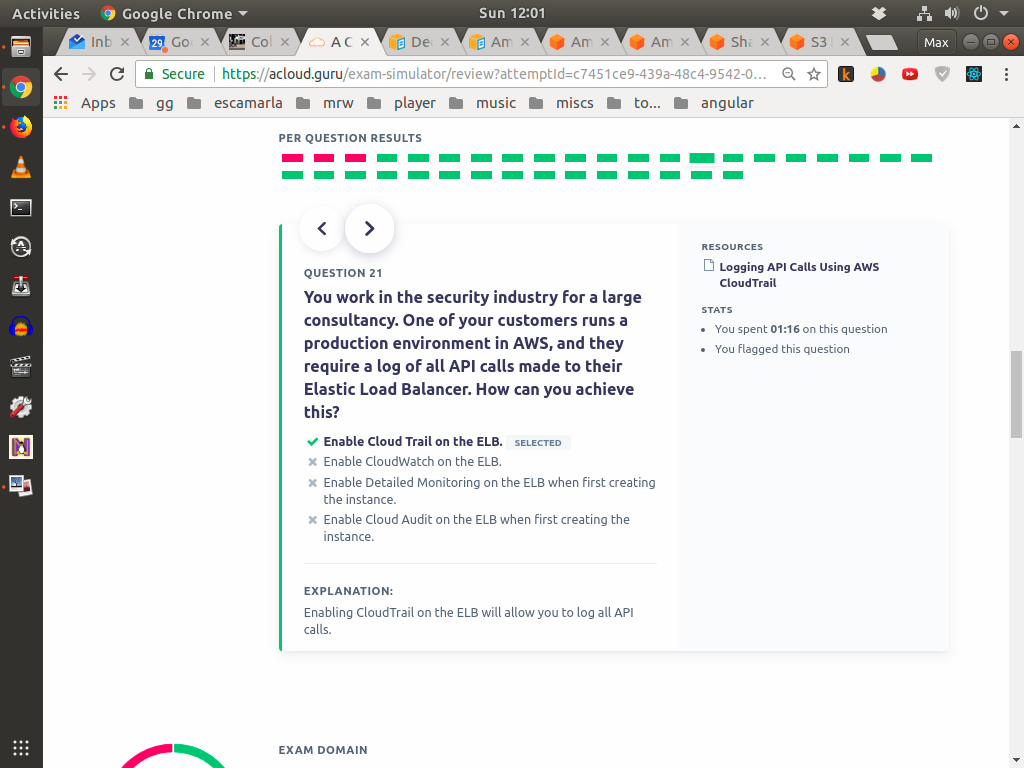 Activities
Google Chrome
Sun 12:01
Inb
29
Goo
Col
A C
Dec
Am
Am
Am
Sha
S3
Max
Secure
https://acloud.guru/exam-simulator/review?attemptId=c7451ce9-439a-48c4-9542-0...
k
Apps
gg
escamarla
mrw
player
music
miscs
to...
angular
PER QUESTION RESULTS
QUESTION 21
You work in the security industry for a large
consultancy. One of your customers runs a
production environment in AWS, and they
require a log of all API calls made to their
Elastic Load Balancer. How can you achieve
this?
Enable Cloud Trail on the ELB. SELECTED
Enable CloudWatch on the ELB.
Enable Detailed Monitoring on the ELB when first creating
the instance.
Enable Cloud Audit on the ELB when first creating the
instance.
EXPLANATION:
Enabling CloudTrail on the ELB will allow you to log all API
calls.
RESOURCES
Logging API Calls Using AWS
CloudTrail
STATS
You spent 01:16 on this question
You flagged this question
EXAM DOMAIN